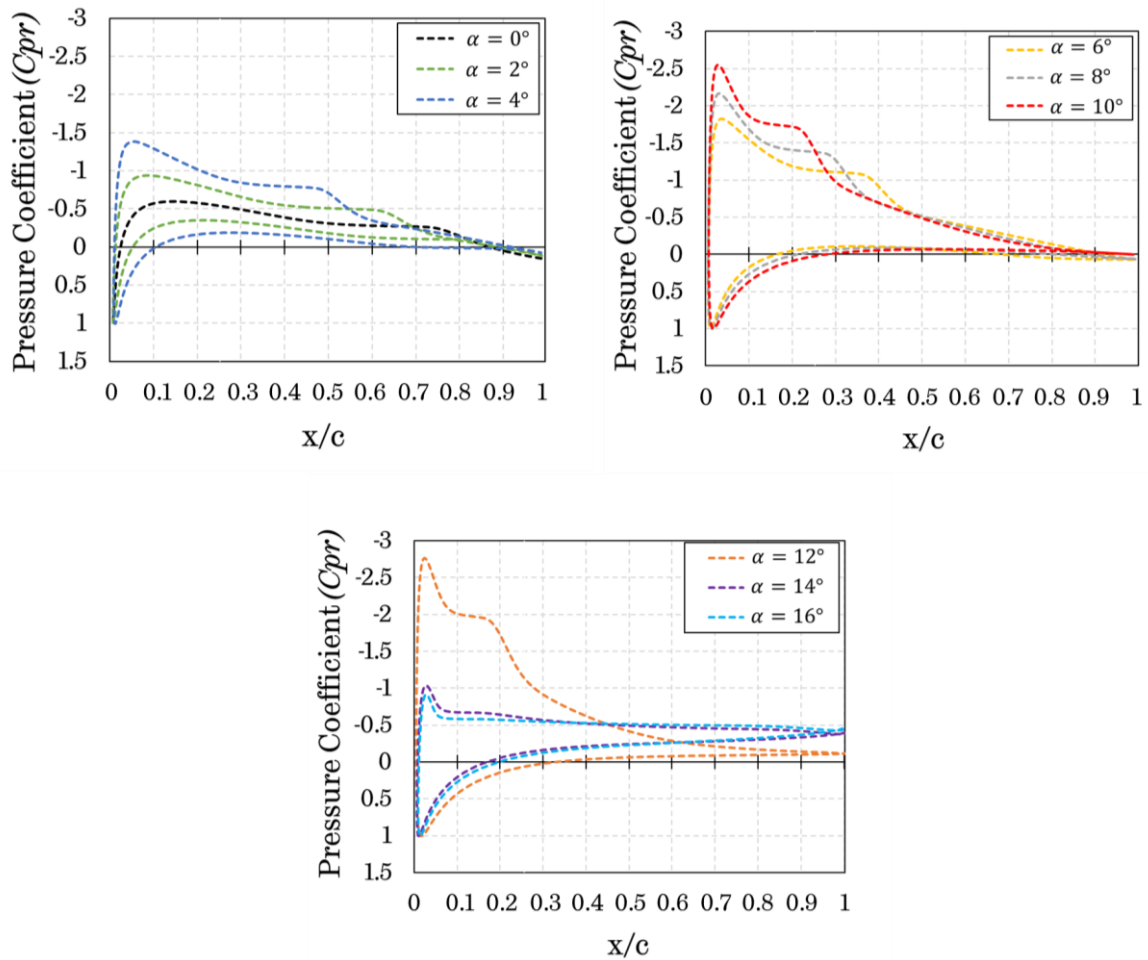 Pressure Coefficient (Cpr)
-3
-2.5
-2
-1.5
-1
-0.5
0
0.5
1
1.5
α = 0°
α = 2°
α = 4°
0 0.1 0.2 0.3 0.4 0.5 0.6 0.7 0.8 0.9 1
x/c
Pressure Coefficient (Cpr)
-3
-2.5
-2
-1.5
-1
-0.5
0
0.5
1
1.5
α = 6°
α = 8°
α = 10°
0 0.1 0.2 0.3 0.4 0.5 0.6 0.7 0.8 0.9 1
x/c
Pressure Coefficient (Cpr)
-3
-2.5
-2
-1.5
-1
-0.5
0
0.5
1
1.5
α = 12°
α = 14°
α = 16°
0 0.1 0.2 0.3 0.4 0.5 0.6 0.7 0.8 0.9 1
x/c